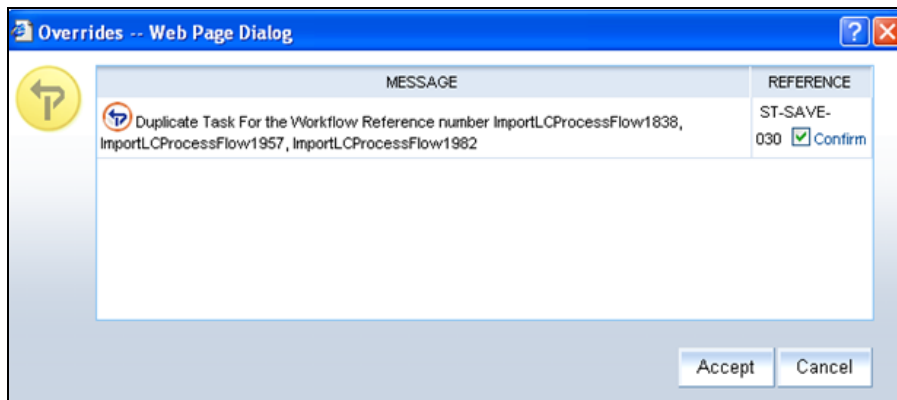 Overrides -- Web Page Dialog
MESSAGE
REFERENCE
Duplicate Task For the Workflow Reference number ImportLCProcessFlow1838,
ImportLCProcessFlow1957, ImportLCProcessFlow1982
ST-SAVE-
030 Confirm
Accept
Cancel